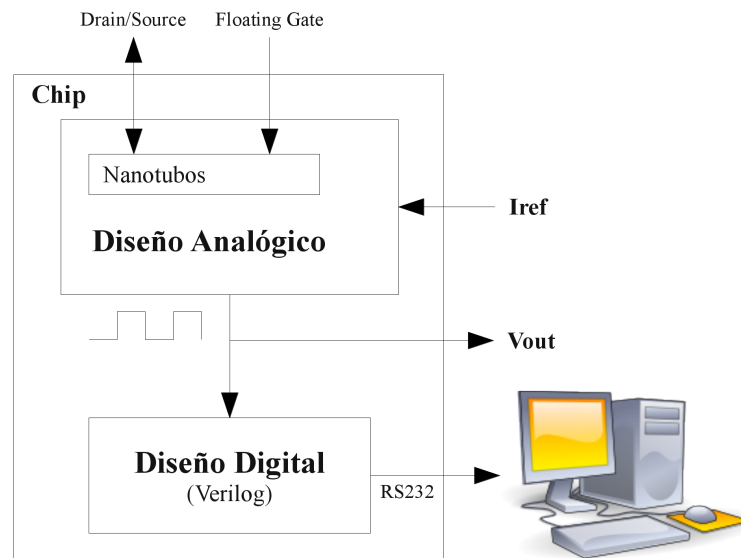 Drain/Source
Floating Gate
Chip
Nanotubos
Iref
Diseño Analógico
Vout
Diseño Digital
(Verilog)
RS232